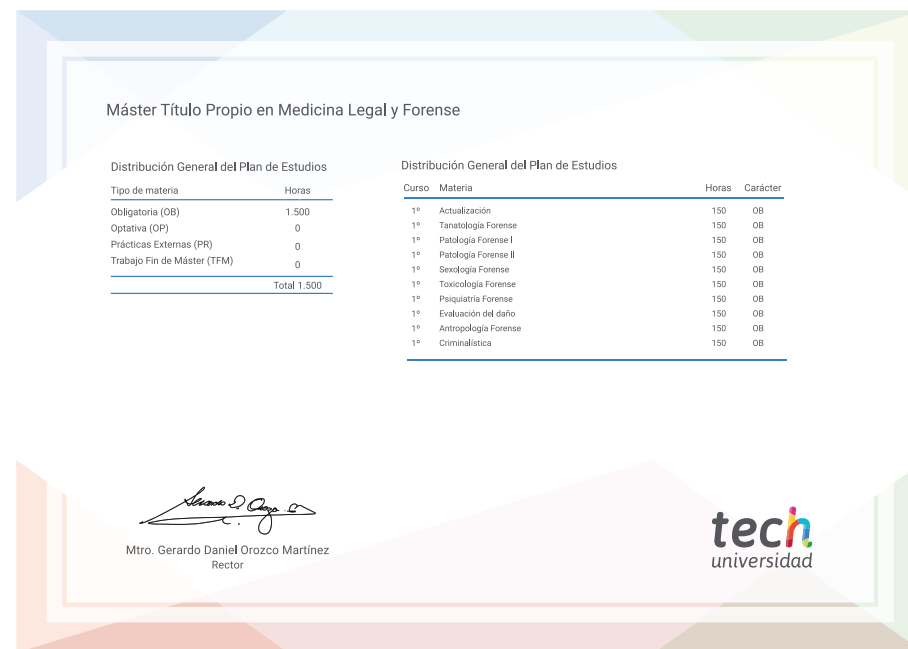 Máster Título Propio en Medicina Legal y Forense
Distribución General del Plan de Estudios
Tipo de materia Horas
Obligatoria (OB) 1.500
Optativa (OP) 0
Prácticas Externas (PR) 0
Trabajo Fin de Máster (TFM) 0
Total 1.500
Distribución General del Plan de Estudios
Curso Materia Horas Carácter
1º Actualización 150 OB
1º Tanatología Forense 150 OB
1º Patología Forense I 150 OB
1º Patología Forense II 150 OB
1º Sexología Forense 150 OB
1º Toxicología Forense 150 OB
1º Psiquiatría Forense 150 OB
1º Evaluación del daño 150 OB
1º Antropología Forense 150 OB
1º Criminalística 150 OB
Mtro. Gerardo Daniel Orozco Martínez
Rector
tech
universidad